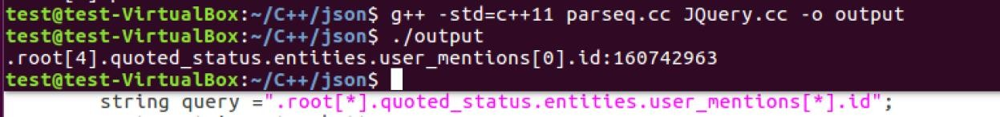 test@test-VirtualBox:~/C++/json$ g++ -std=c++11 parseq.cc JQuery.cc -o output
test@test-VirtualBox:~/C++/json$ ./output
.root[4].quoted_status.entities.user_mentions[0].id:160742963
test@test-VirtualBox:~/C++/json$
string query =".root[*].quoted_status.entities.user_mentions[*].id";